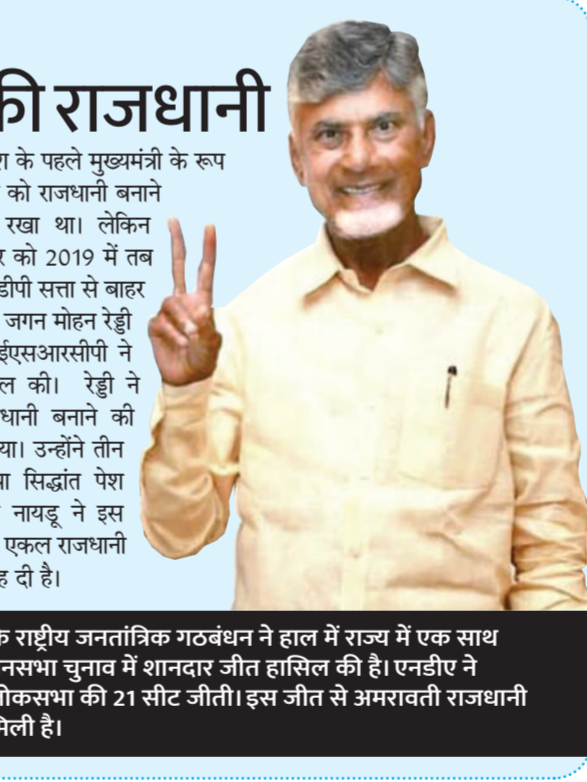 की राजधानी
के पहले मुख्यमंत्री के रूप
को राजधानी बनाने
रखा था। लेकिन
को 2019 में तब
डीपी सत्ता से बाहर
जगन मोहन रेड्डी
ईएसआरसीपी ने
ल की। रेड्डी ने
धानी बनाने की
या। उन्होंने तीन
सिद्धांत पेश
नायडू ने इस
एकल राजधानी
ह दी है।
के राष्ट्रीय जनतांत्रिक गठबंधन ने हाल में राज्य में एक साथ
नसभा चुनाव में शानदार जीत हासिल की है। एनडीए ने
लोकसभा की 21 सीट जीती। इस जीत से अमरावती राजधानी
मिली है।